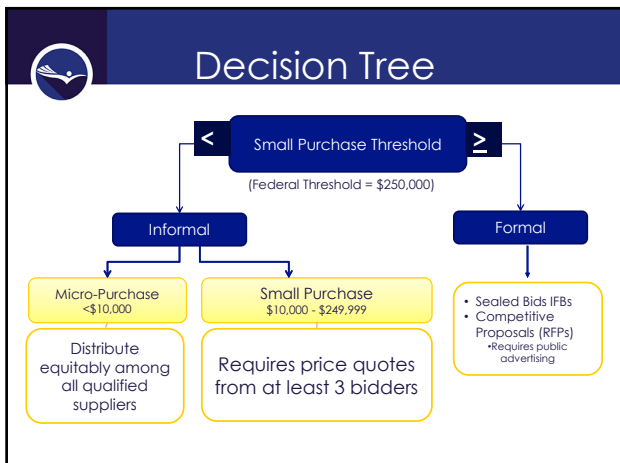 Decision Tree
<
Small Purchase Threshold
≥
(Federal Threshold = $250,000)
Informal
Formal
Micro-Purchase
<$10,000
Small Purchase
$10,000 - $249,999
Distribute
equitably among
all qualified
suppliers
Requires price quotes
from at least 3 bidders
• Sealed Bids IFBs
• Competitive
Proposals (RFPs)
•Requires public
advertising